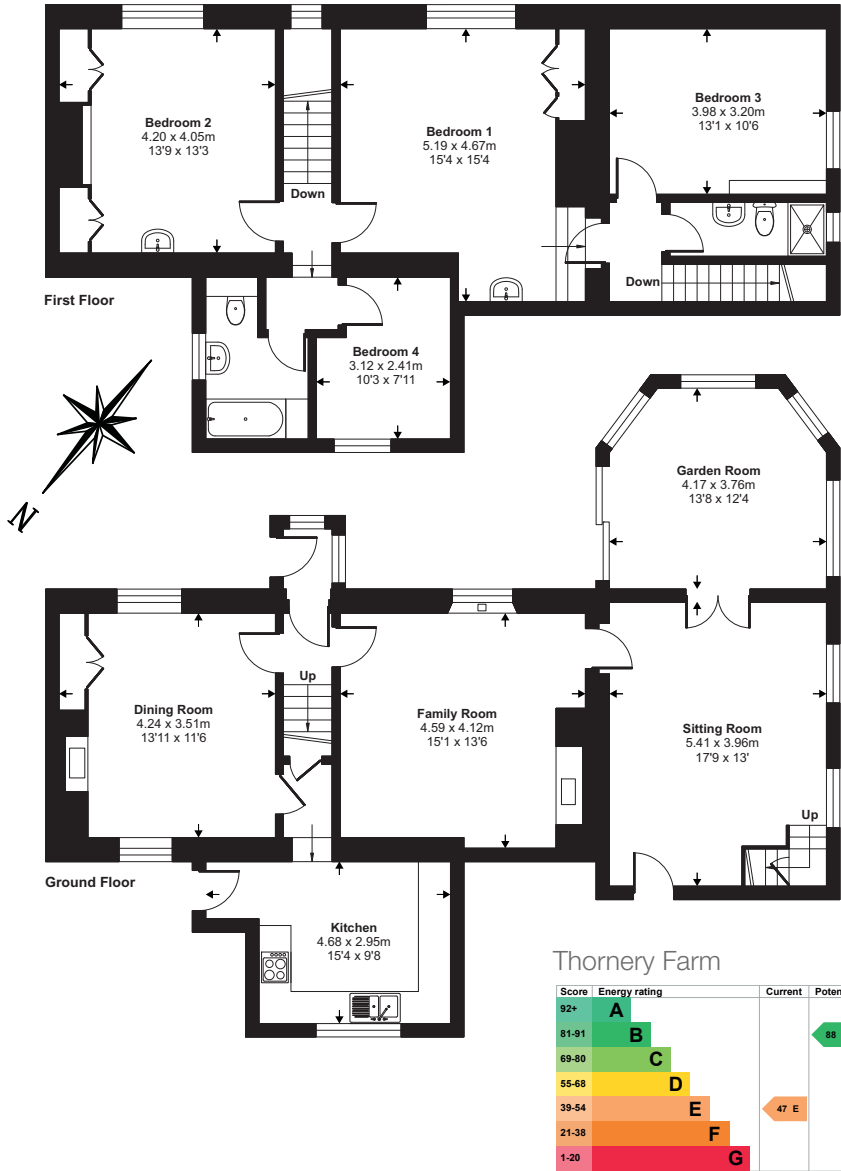 Bedroom 2
4.20 x 4.05m
13'9 x 13'3
Bedroom 1
5.19 x 4.67m
15'4 x 15'4
Bedroom 3
3.98 x 3.20m
13'1 x 10'6
Down
Down
First Floor
Bedroom 4
3.12 x 2.41m
10'3 x 7'11
N
Garden Room
4.17 x 3.76m
13'8 x 12'4
Up
Dining Room
4.24 x 3.51m
13'11 x 11'6
Family Room
4.59 x 4.12m
15'1 x 13'6
Sitting Room
5.41 x 3.96m
17'9 x 13'
Up
Ground Floor
Kitchen
4.68 x 2.95m
15'4 x 9'8
Thornery Farm
Score Energy rating Current Poten
92+ A
81-91 B 88
69-80 C
55-68 D
39-54 E 47 E
21-38 F
1-20 G